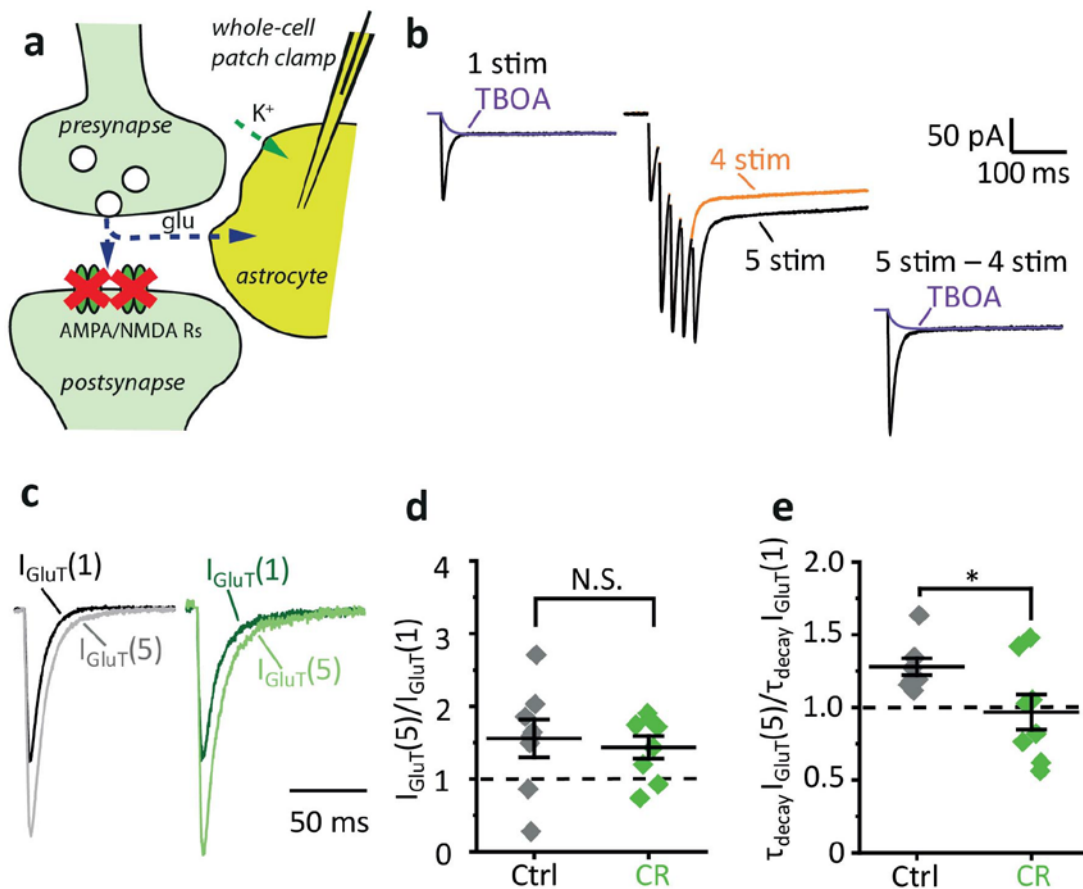 a
whole-cell
patch clamp
presynapse
K+
glu
astrocyte
AMPA/NMDA Rs
postsynapse
b
1 stim
TBOA
4 stim
5 stim
50 pA
100 ms
5 stim – 4 stim
TBOA
c
IGluT(1)
IGluT(5)
IGluT(1)
IGluT(5)
50 ms
d
IGluT(5)/IGluT(1)
4
3
2
1
0
N.S.
Ctrl
CR
e
τdecay IGluT(5)/τdecay IGluT(1)
2.0
1.5
1.0
0.5
0
*
Ctrl
CR